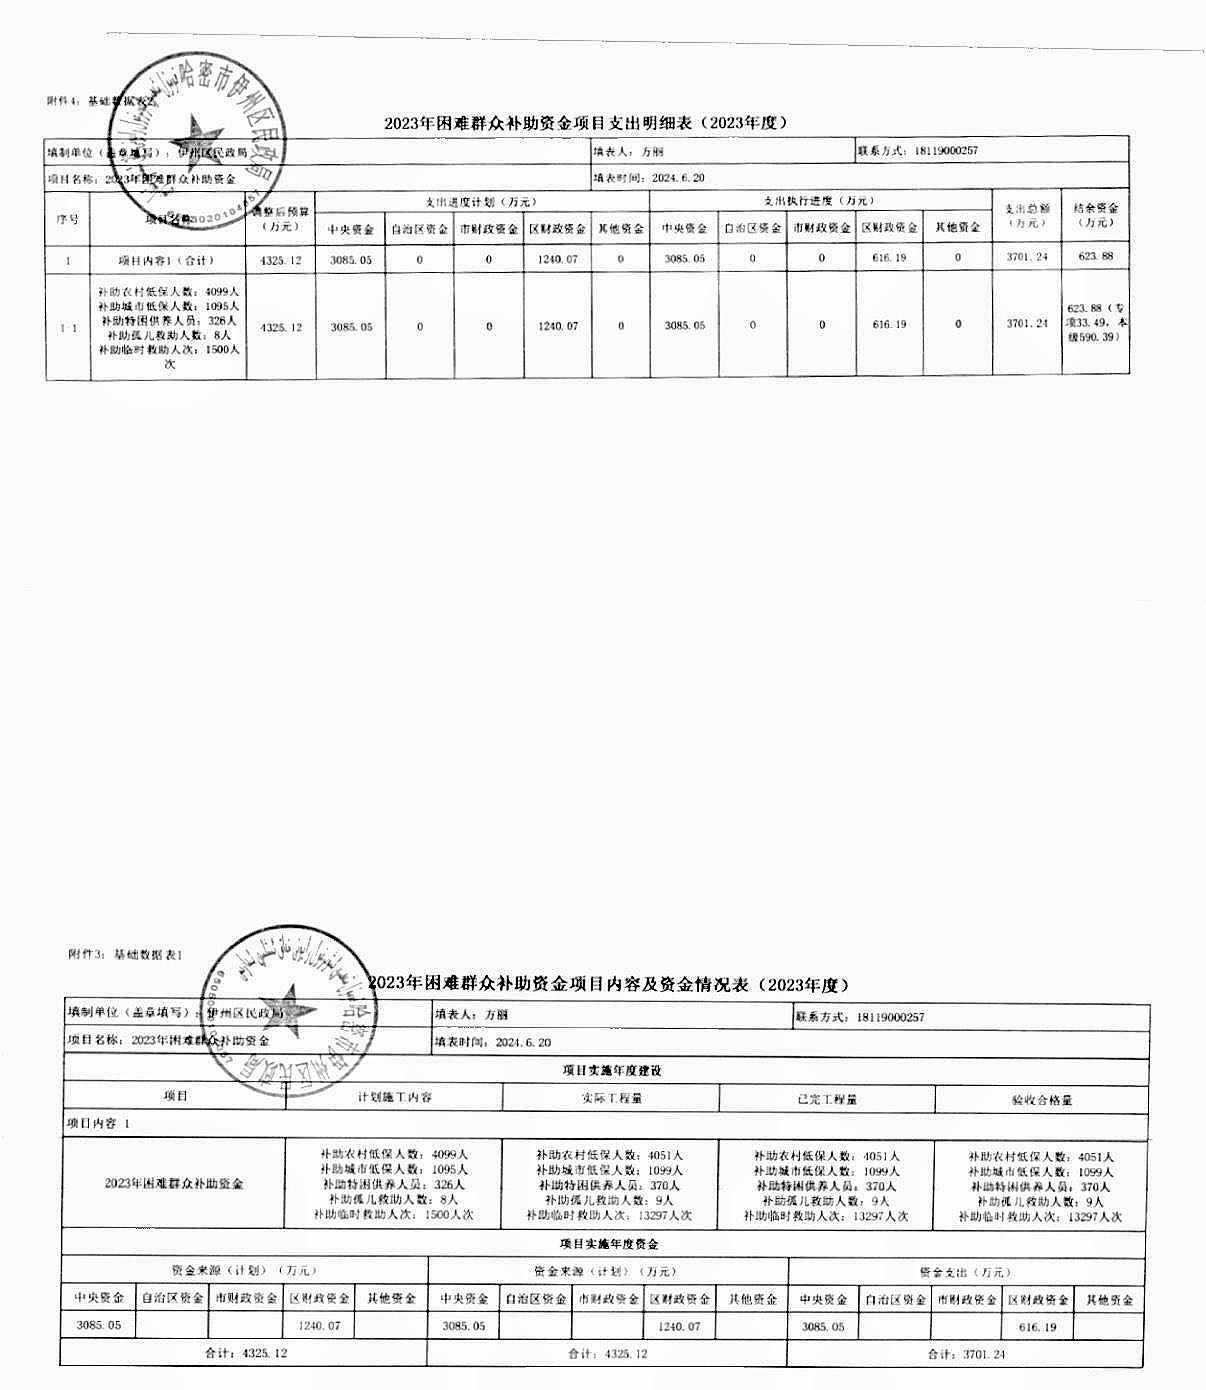 附件4：基础数据表2
2023年困难群众补助资金项目支出明细表（2023年度）
填制单位（盖章填写）：伊州区民政局 填表人：方丽 联系方式：18119000257
项目名称：2023年困难群众补助资金 填表时间：2024.6.20
序号 项目名称 调整后预算（万元） 支出进度计划（万元） 支出执行进度（万元） 支出总额（万元） 结余资金（万元）
中央资金 自治区资金 市财政资金 区财政资金 其他资金 中央资金 自治区资金 市财政资金 区财政资金 其他资金
1 项目内容1（合计） 4325.12 3085.05 0 0 1240.07 0 3085.05 0 0 616.19 0 3701.24 623.88
1-1 补助农村低保人数：4099人
补助城市低保人数：1095人
补助特困供养人员：326人
补助孤儿救助人数：8人
补助临时救助人次：1500人
次
4325.12 3085.05 0 0 1240.07 0 3085.05 0 0 616.19 0 3701.24 623.88（专
项33.49，本
级590.39）
哈密市伊州区民政局
附件3：基础数据表1
2023年困难群众补助资金项目内容及资金情况表（2023年度）
填制单位（盖章填写）：伊州区民政局 填表人：方丽 联系方式：18119000257
项目名称：2023年困难群众补助资金 填表时间：2024.6.20
项目实施年度建设
项目 计划施工内容 实际工程量 已完工程量 验收合格量
项目内容 1
2023年困难群众补助资金
补助农村低保人数：4099人 补助农村低保人数：4051人 补助农村低保人数：4051人 补助农村低保人数：4051人
补助城市低保人数：1095人 补助城市低保人数：1099人 补助城市低保人数：1099人 补助城市低保人数：1099人
补助特困供养人员：326人 补助特困供养人员：370人 补助特困供养人员：370人 补助特困供养人员：370人
补助孤儿救助人数：8人 补助孤儿救助人数：9人 补助孤儿救助人数：9人 补助孤儿救助人数：9人
补助临时救助人次：1500人次 补助临时救助人次：13297人次 补助临时救助人次：13297人次 补助临时救助人次：13297人次
项目实施年度资金
资金来源（计划）（万元） 资金来源（计划）（万元） 资金支出（万元）
中央资金 自治区资金 市财政资金 区财政资金 其他资金 中央资金 自治区资金 市财政资金 区财政资金 其他资金 中央资金 自治区资金 市财政资金 区财政资金 其他资金
3085.05 1240.07 3085.05 1240.07 3085.05 616.19
合计：4325.12 合计：4325.12 合计：3701.24
哈密市伊州区民政局